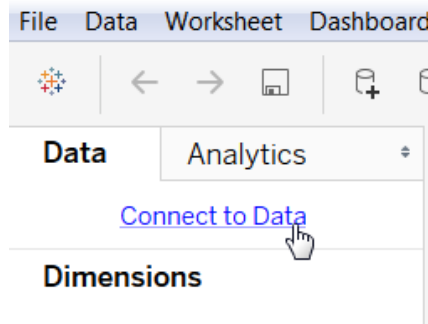 File Data Worksheet Dashboard
Data Analytics
Connect to Data
Dimensions